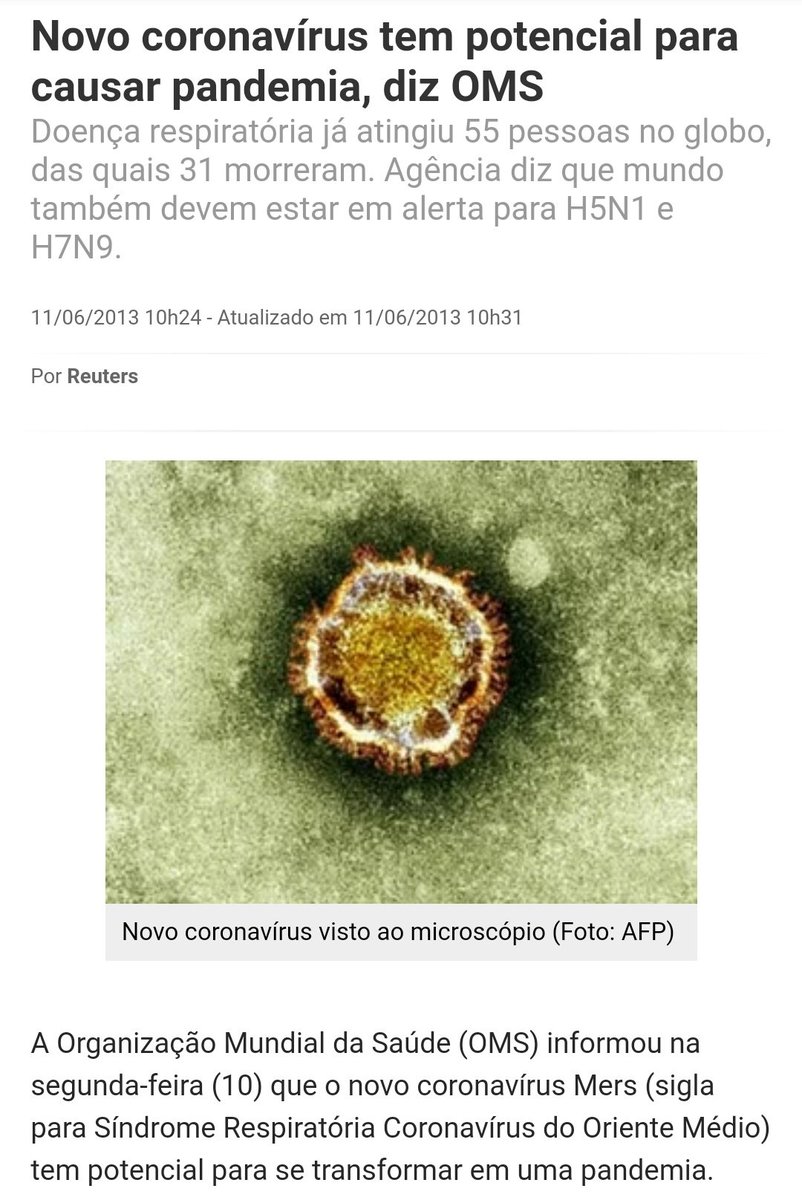 Novo coronavírus tem potencial para
causar pandemia, diz OMS
Doença respiratória já atingiu 55 pessoas no globo,
das quais 31 morreram. Agência diz que mundo
também devem estar em alerta para H5N1 e
H7N9.
11/06/2013 10h24 - Atualizado em 11/06/2013 10h31
Por Reuters
Novo coronavírus visto ao microscópio (Foto: AFP)
A Organização Mundial da Saúde (OMS) informou na
segunda-feira (10) que o novo coronavírus Mers (sigla
para Síndrome Respiratória Coronavírus do Oriente Médio)
tem potencial para se transformar em uma pandemia.